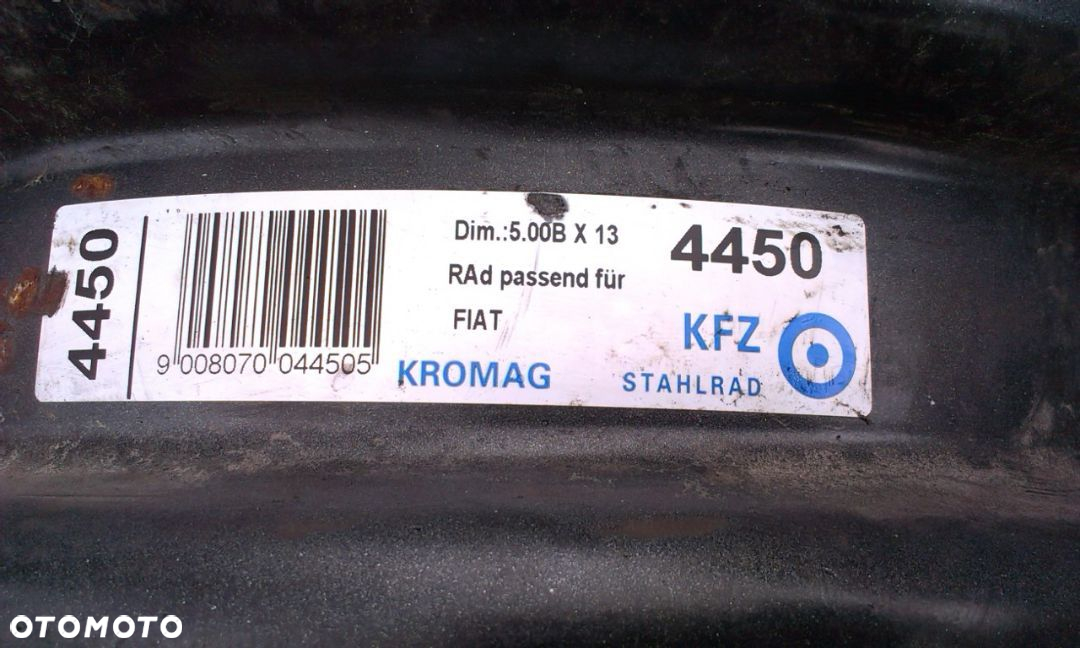 4450
9 008070 044505
Dim.:5.00B X 13
RAd passend für
FIAT
KROMAG
4450
KFZ
STAHLRAD
OTOMOTO